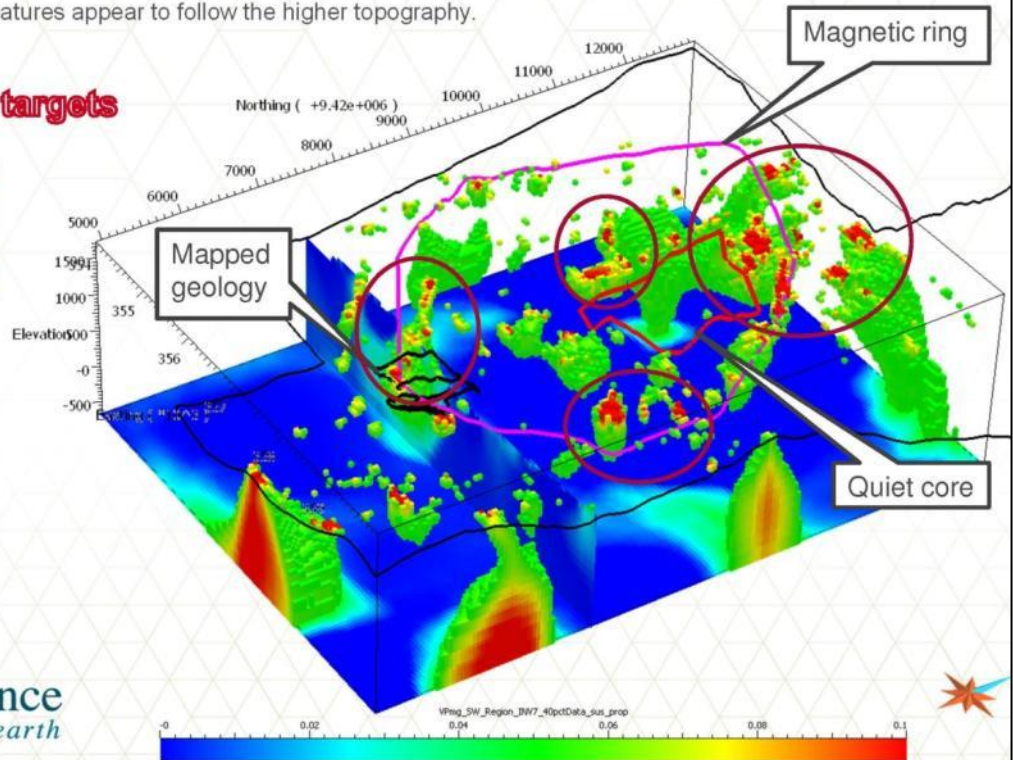 atures appear to follow the higher topography.
targets
Magnetic ring
Northing ( +9.42e+006 )
12000
11000
10000
9000
8000
7000
6000
5000
Mapped
geology
1000
355
Elevation
500
-0
356
-500
Quiet core
nce
earth
VPmg_SW_Region_INV7_40pctData_sus_prop
-0
0.02
0.04
0.06
0.08
0.1